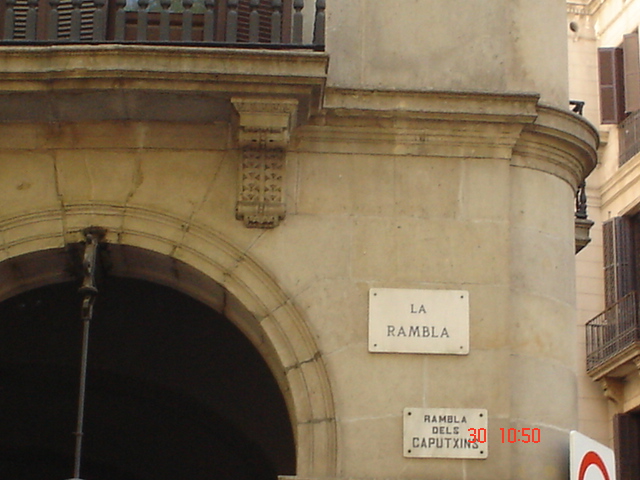 LA
RAMBLA
RAMBLA
DELS
CAPUTXINS
30 10:50